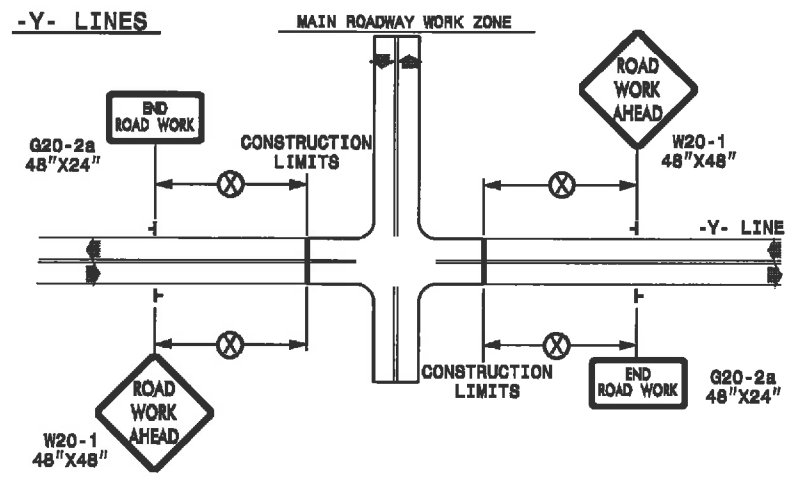 -Y- LINES
MAIN ROADWAY WORK ZONE
END
ROAD WORK
G20-2a
48"X24"
CONSTRUCTION
LIMITS
X
X
ROAD
WORK
AHEAD
W20-1
48"X48"
-Y- LINE
X
X
ROAD
WORK
AHEAD
W20-1
48"X48"
CONSTRUCTION
LIMITS
END
ROAD WORK
G20-2a
48"X24"